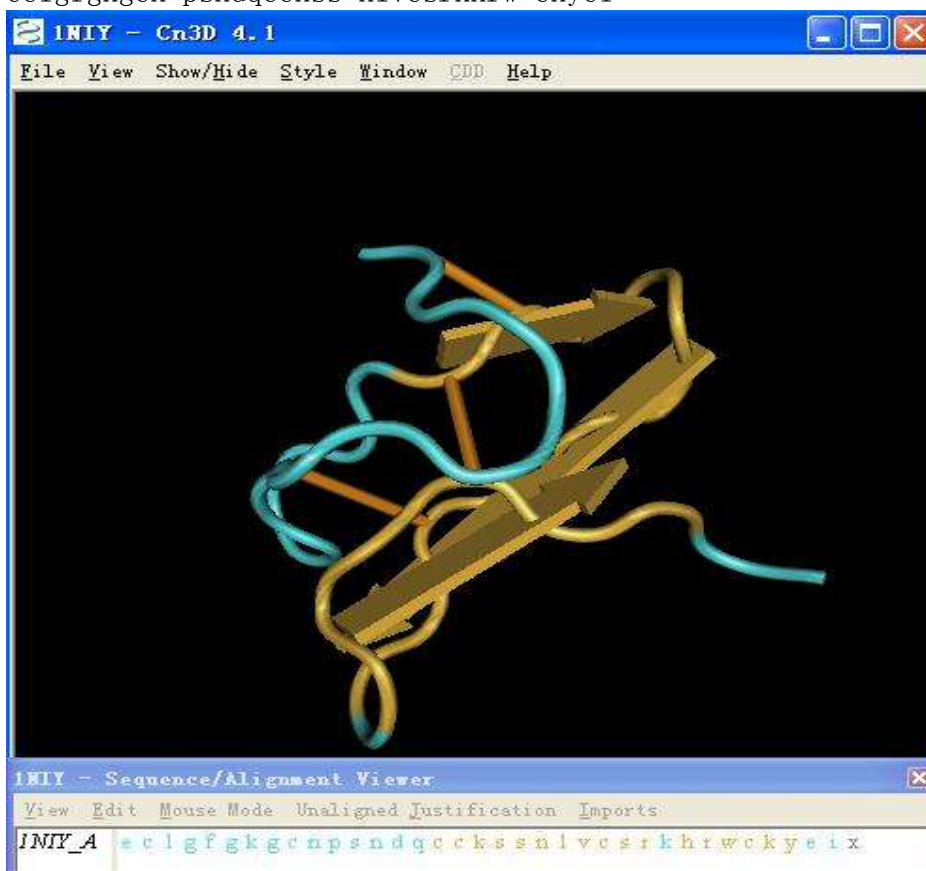 1NIY - Cn3D 4.1
File View Show/Hide Style Window CDD Help
1NIY - Sequence/Alignment Viewer
View Edit Mouse Mode Unaligned Justification Imports
1NIY_A eclgfgkgcnpsndqcckssnlvcsrkhrwckyeix